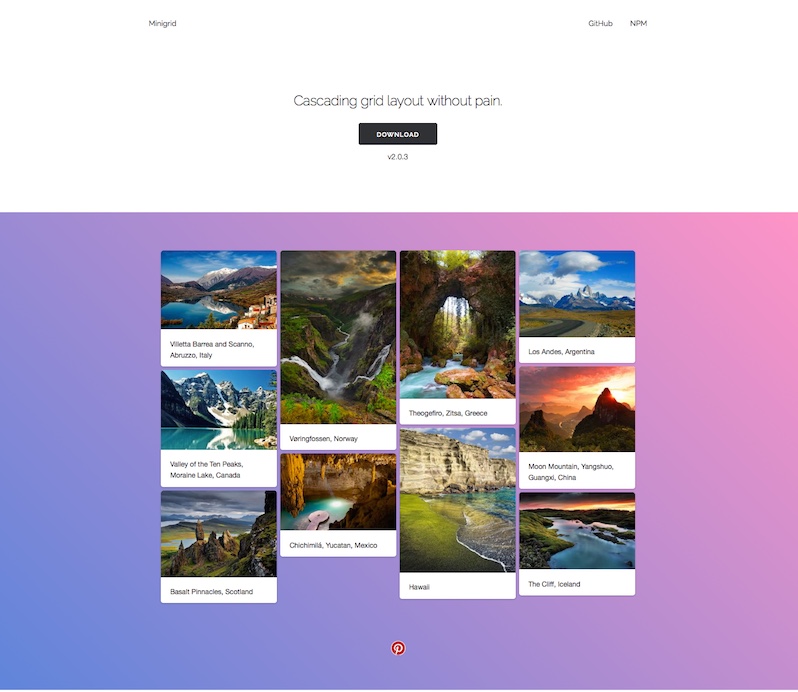 Minigrid
GitHub
NPM
Cascading grid layout without pain.
DOWNLOAD
v2.0.3
Villetta Barrea and Scanno,
Abruzzo, Italy
Valley of the Ten Peaks,
Moraine Lake, Canada
Basalt Pinnacles, Scotland
Vøringfossen, Norway
Chichimilá, Yucatan, Mexico
Theogefiro, Zitsa, Greece
Hawaii
Los Andes, Argentina
Moon Mountain, Yangshuo,
Guangxi, China
The Cliff, Iceland